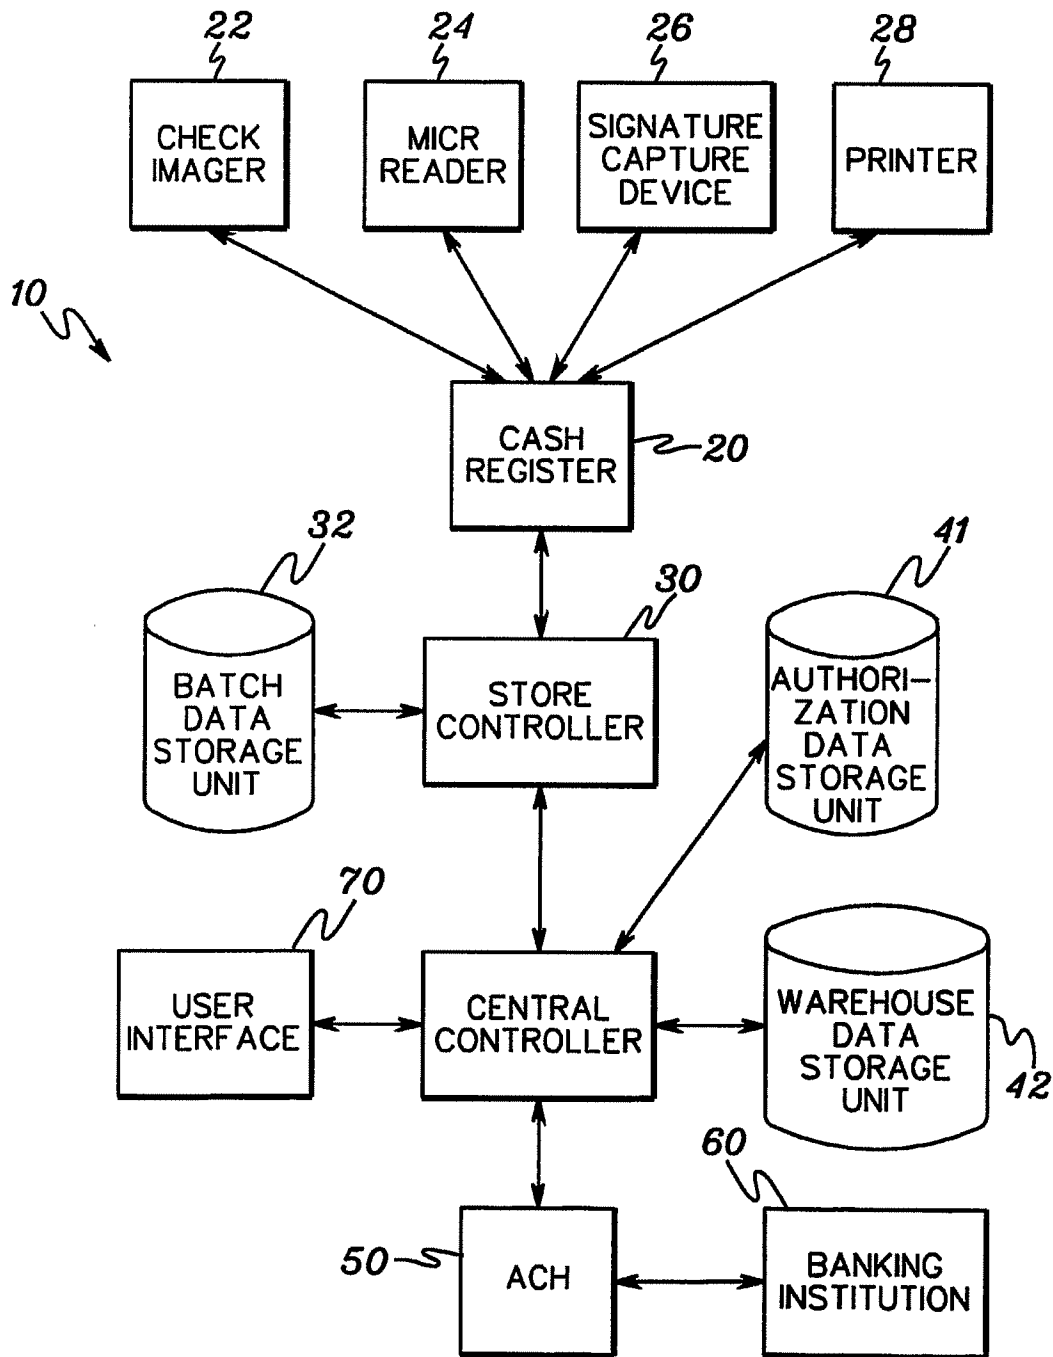 22
24
26
28
CHECK
IMAGER
MICR
READER
SIGNATURE
CAPTURE
DEVICE
PRINTER
10
CASH
REGISTER
20
32
41
30
BATCH
DATA
STORAGE
UNIT
STORE
CONTROLLER
AUTHORI-
ZATION
DATA
STORAGE
UNIT
70
USER
INTERFACE
CENTRAL
CONTROLLER
WAREHOUSE
DATA
STORAGE
UNIT
42
60
50
ACH
BANKING
INSTITUTION